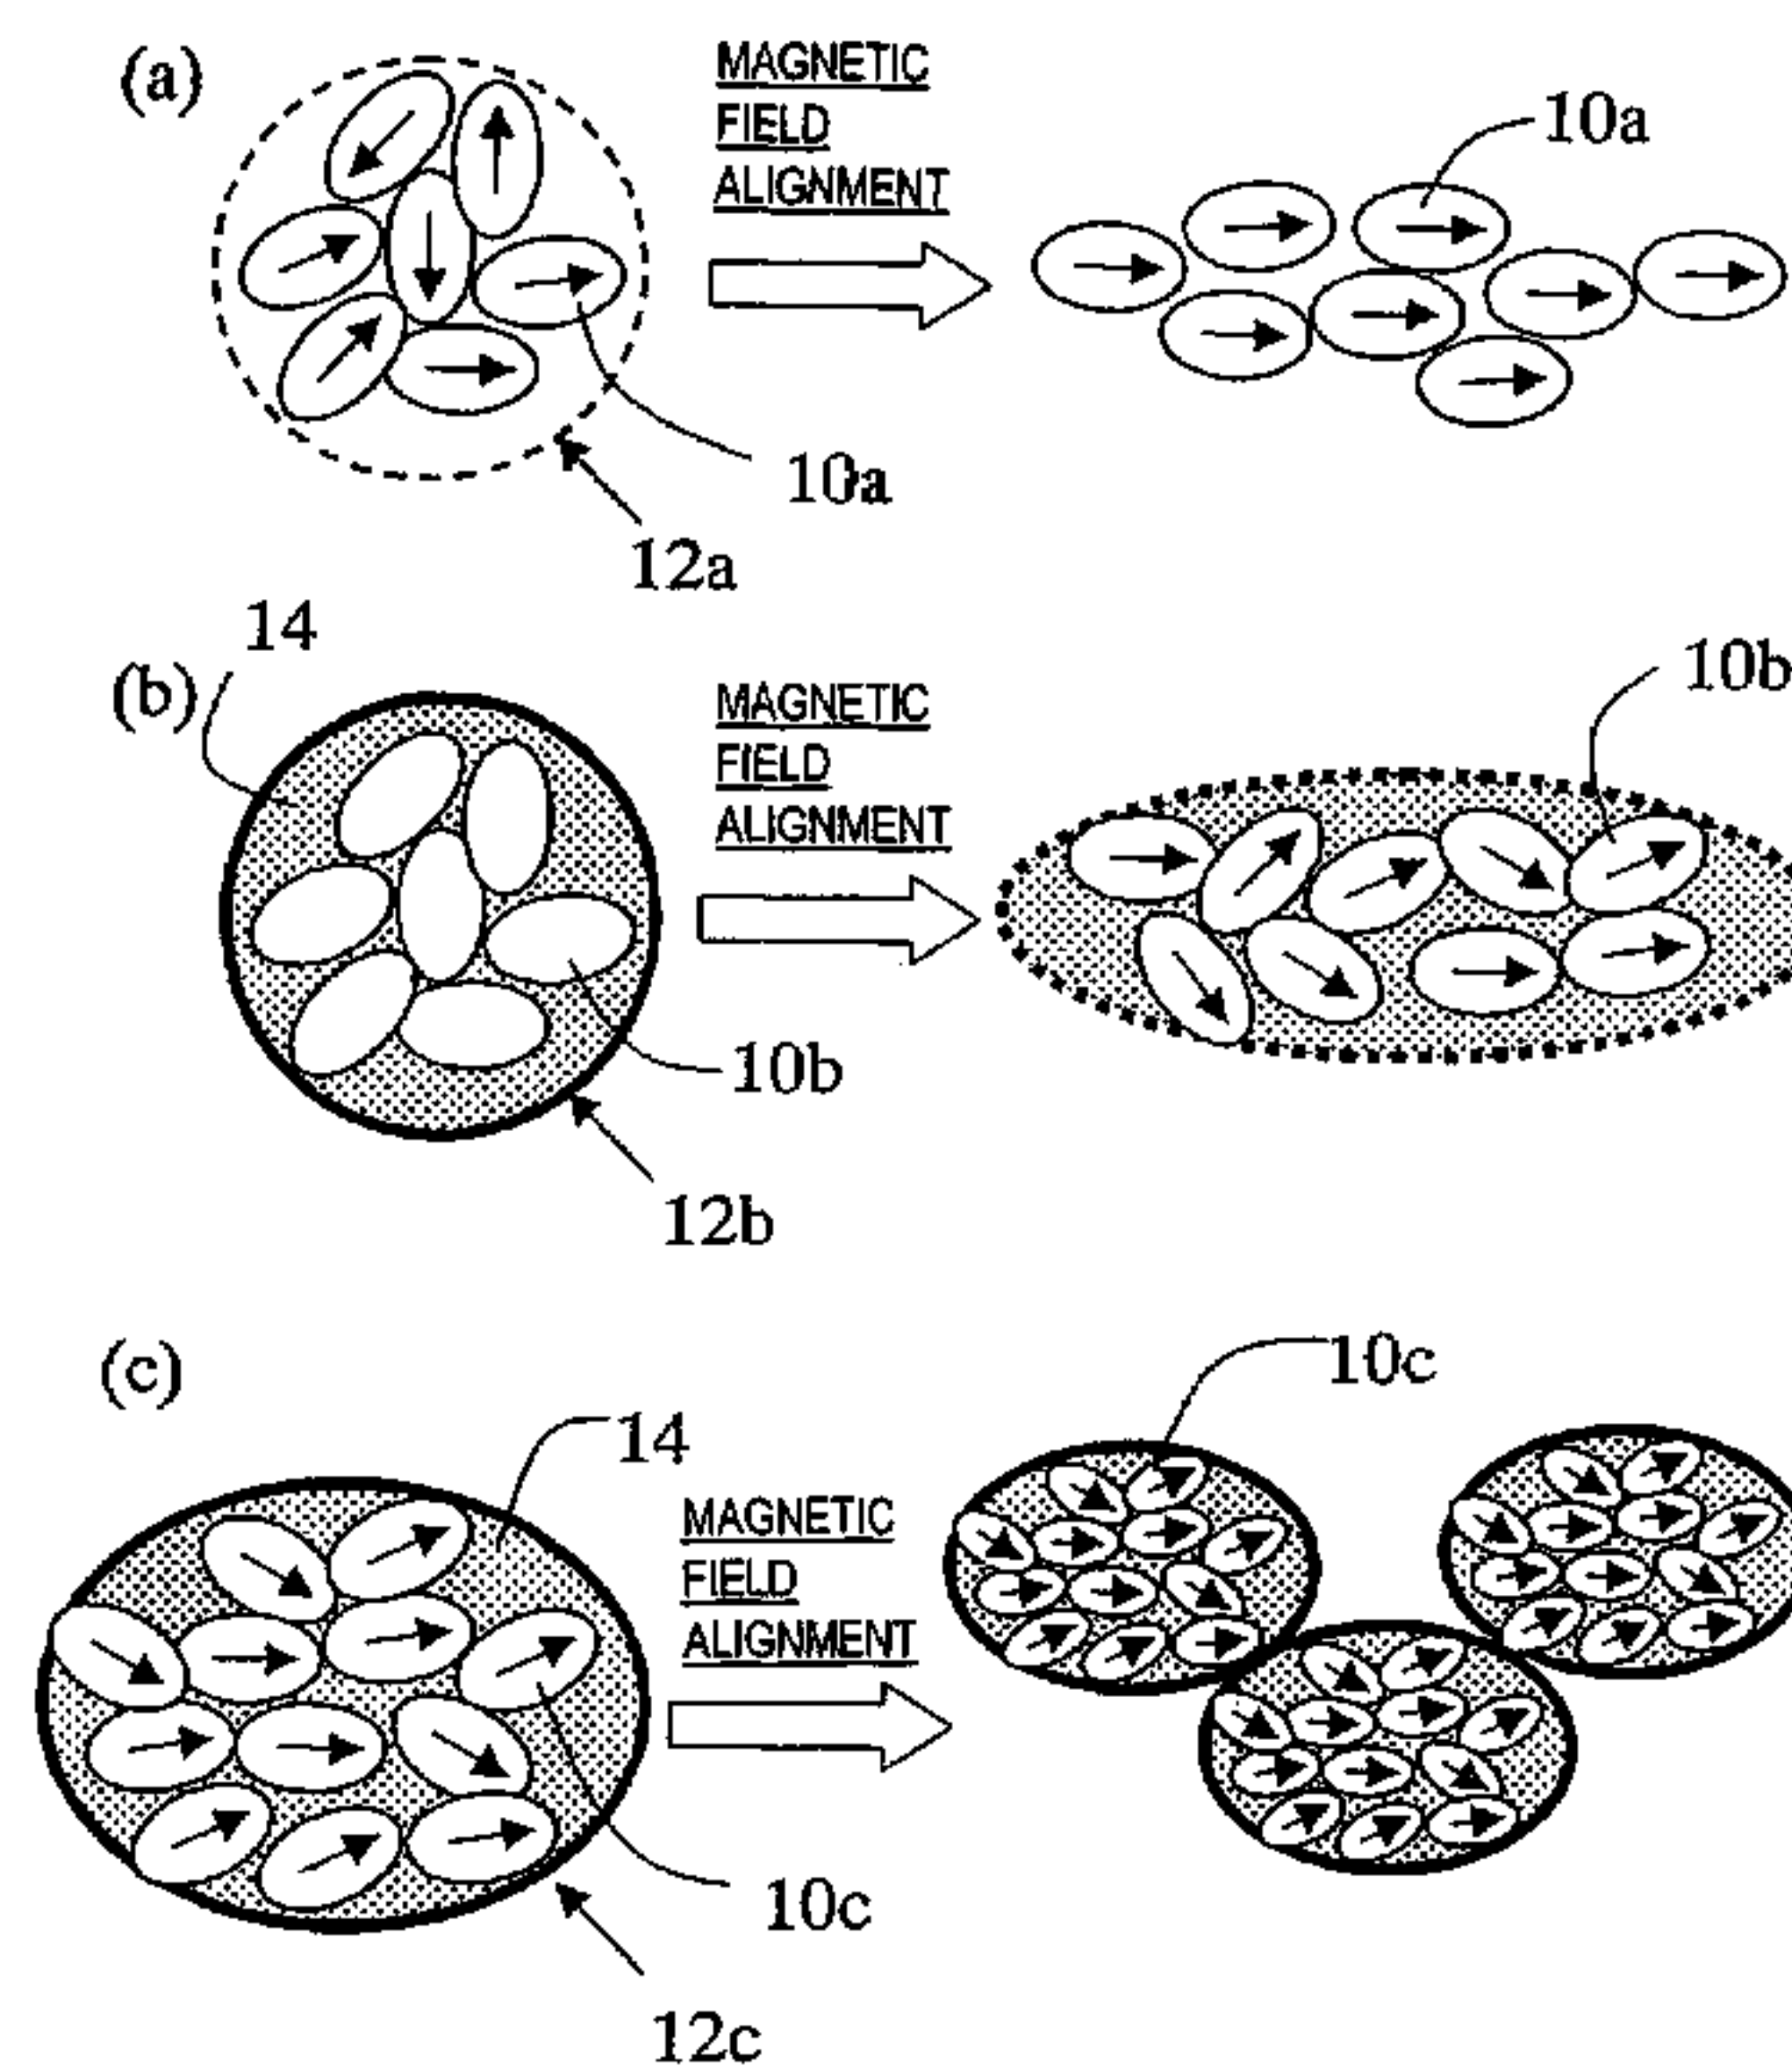 (a)
MAGNETIC
FIELD
ALIGNMENT
10a
10a
12a
14
(b)
MAGNETIC
FIELD
ALIGNMENT
10b
10b
12b
(c)
14
MAGNETIC
FIELD
ALIGNMENT
10c
10c
12c